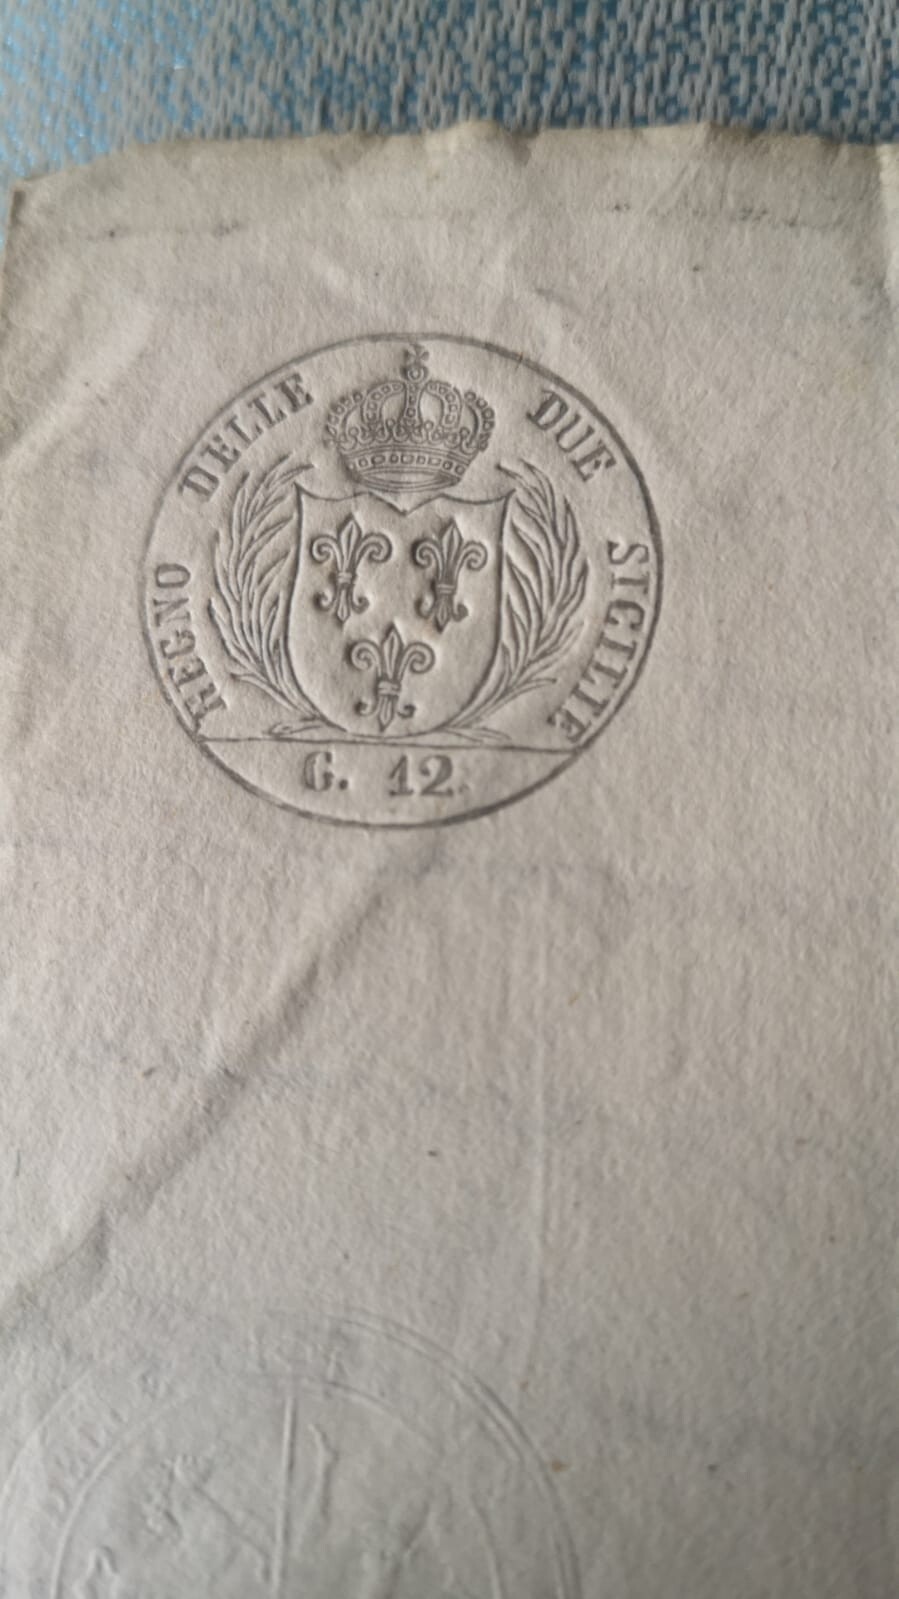 REGNO DELLE DUE SICILIE
G. 12.